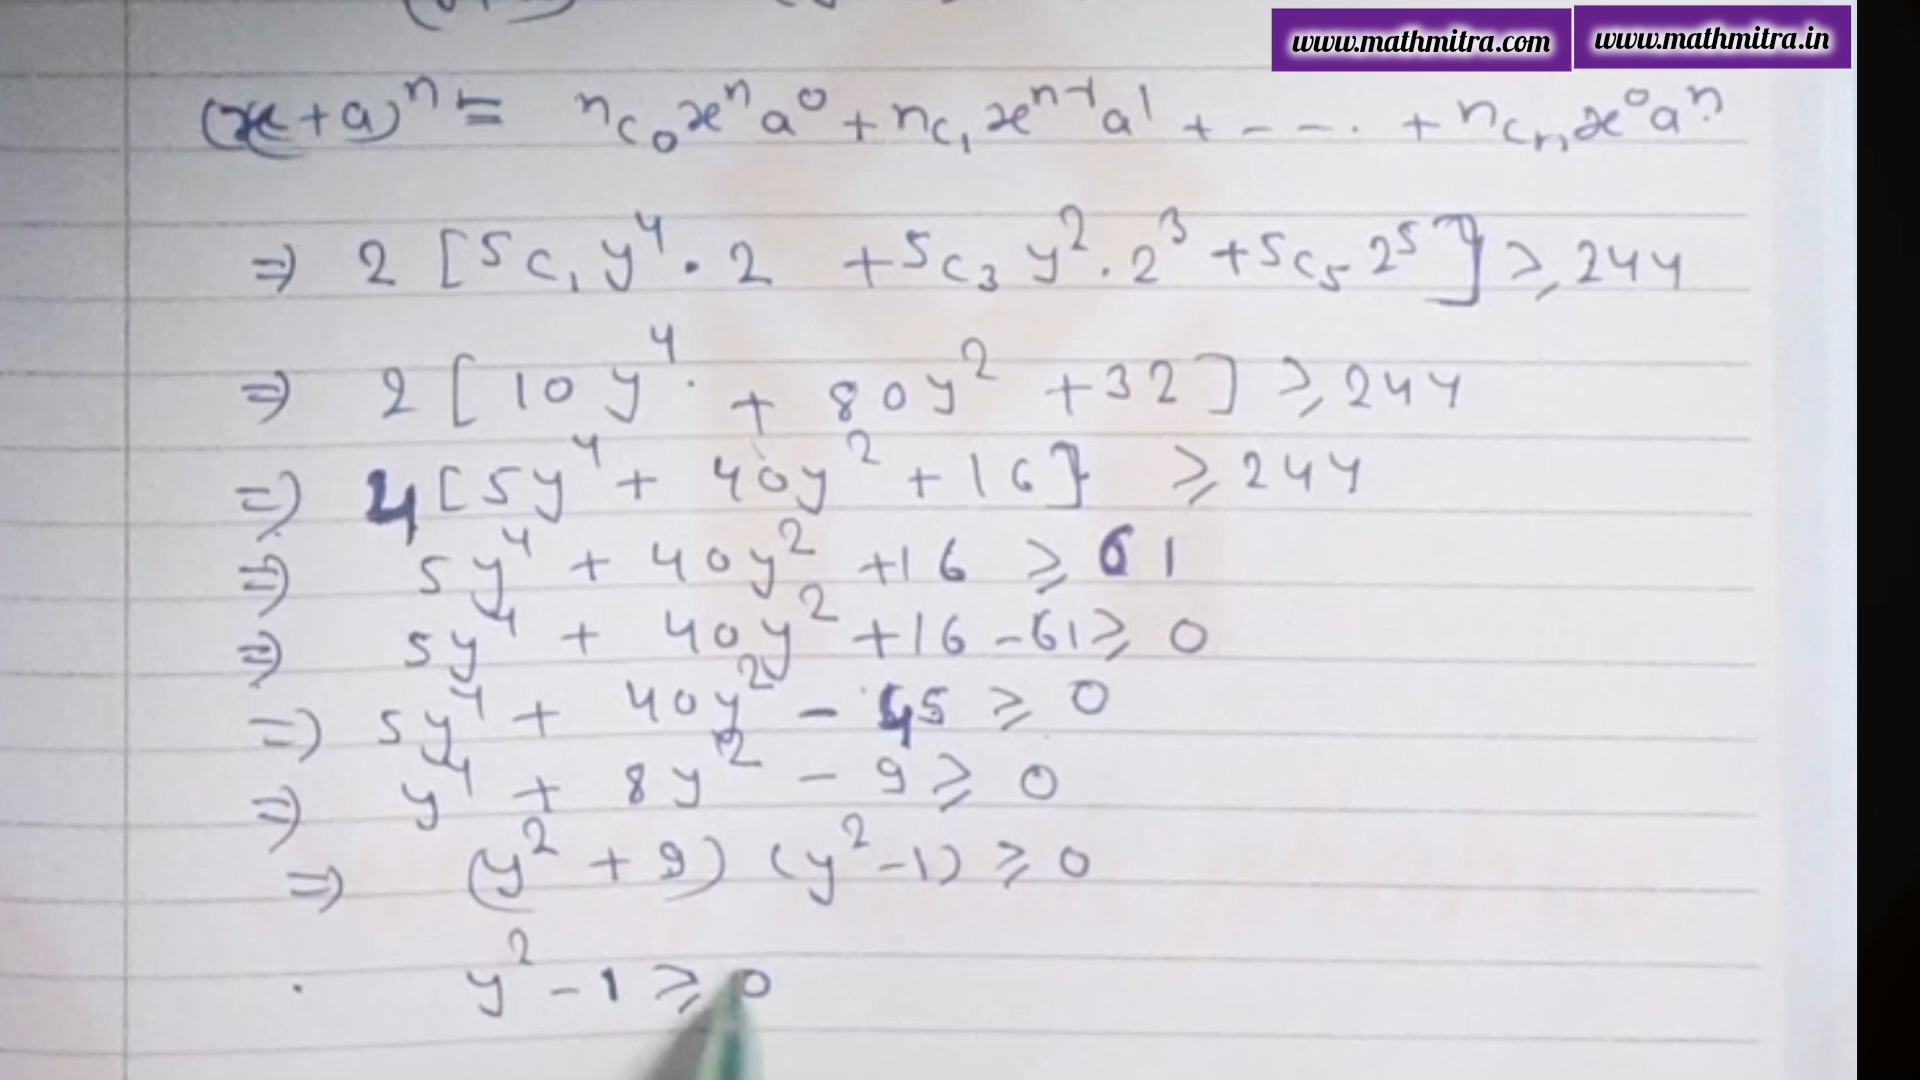 www.mathmitra.com www.mathmitra.in
(x+a)ⁿ = nc₀xⁿa⁰ + nc₁xⁿ⁻¹a¹ + - - - . + ncₙx⁰aⁿ
⇒ 2 [5c₁y⁴·2 + 5c₃y²·2³ + 5c₅2⁵] ≥ 244
⇒ 2 [10y⁴ + 80y² + 32] ≥ 244
⇒ 4 [5y⁴ + 40y² + 16] ≥ 244
⇒ 5y⁴ + 40y² + 16 ≥ 61
⇒ 5y⁴ + 40y² + 16 - 61 ≥ 0
⇒ 5y⁴ + 40y² - 45 ≥ 0
⇒ y⁴ + 8y² - 9 ≥ 0
⇒ (y² + 9) (y² - 1) ≥ 0
y² - 1 ≥ 0